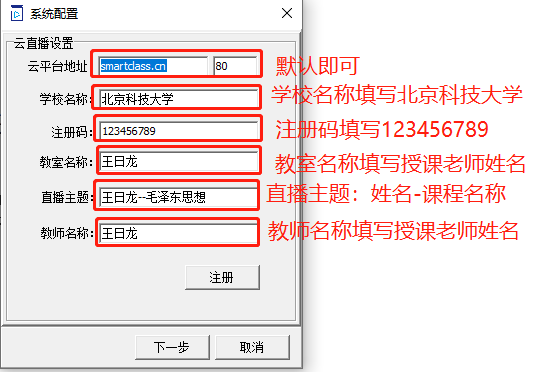 系统配置
云直播设置
云平台地址 smartclass.cn 80 默认即可
学校名称: 北京科技大学 学校名称填写北京科技大学
注册码: 123456789 注册码填写123456789
教室名称: 王日龙 教室名称填写授课老师姓名
直播主题: 王日龙--毛泽东思想 直播主题：姓名-课程名称
教师名称: 王日龙 教师名称填写授课老师姓名
注册
下一步 取消